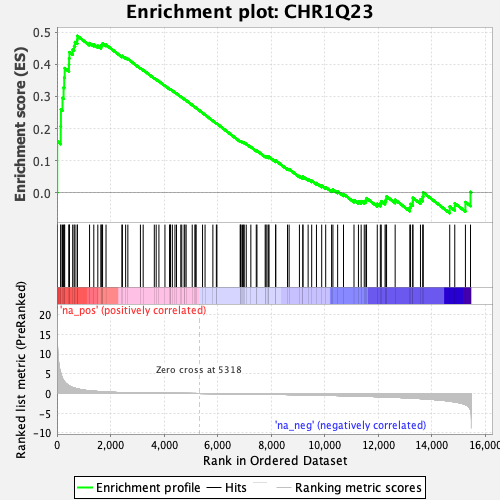 Enrichment plot: CHR1Q23
Enrichment score (ES)
0.5
0.4
0.3
0.2
0.1
0.0
'na_pos' (positively correlated)
Ranked list metric (PreRanked)
20
15
10
5
0
-5
-10
Zero cross at 5318
'na_neg' (negatively correlated)
0
2,000
4,000
6,000
8,000
10,000
12,000
14,000
16,000
Rank in Ordered Dataset
Enrichment profile
Hits
Ranking metric scores